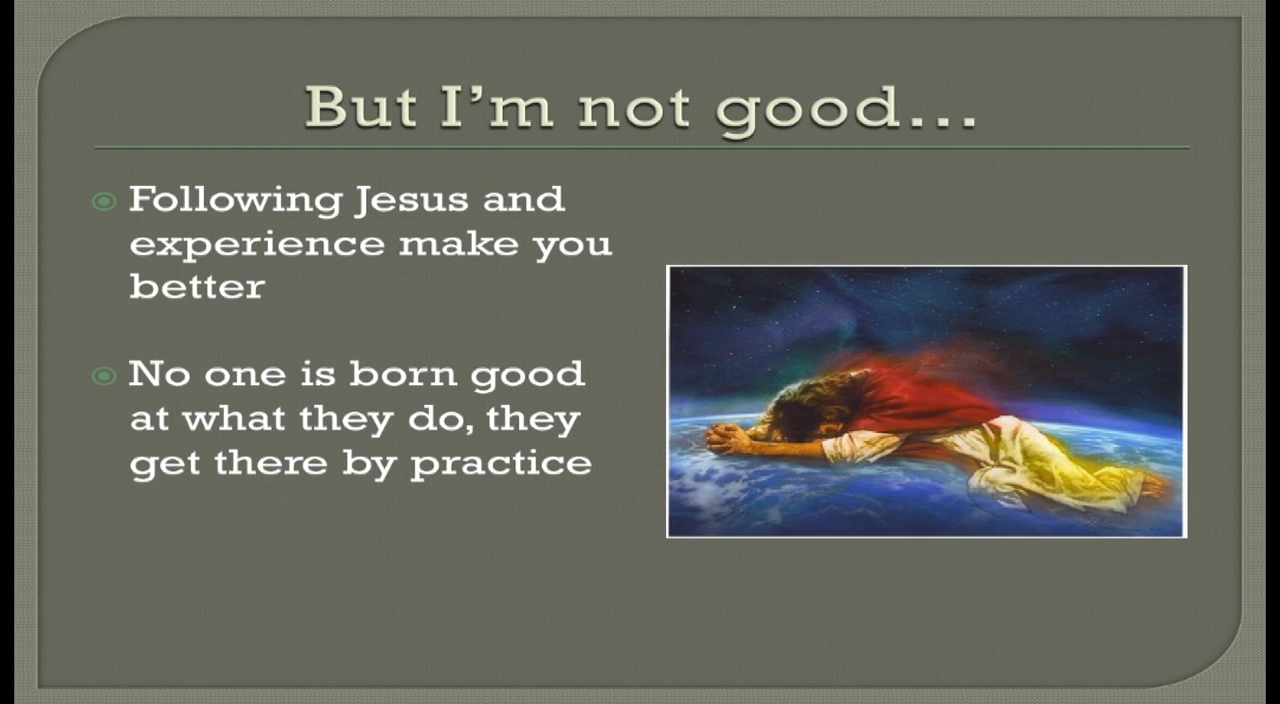 But I’m not good…
Following Jesus and
experience make you
better
No one is born good
at what they do, they
get there by practice